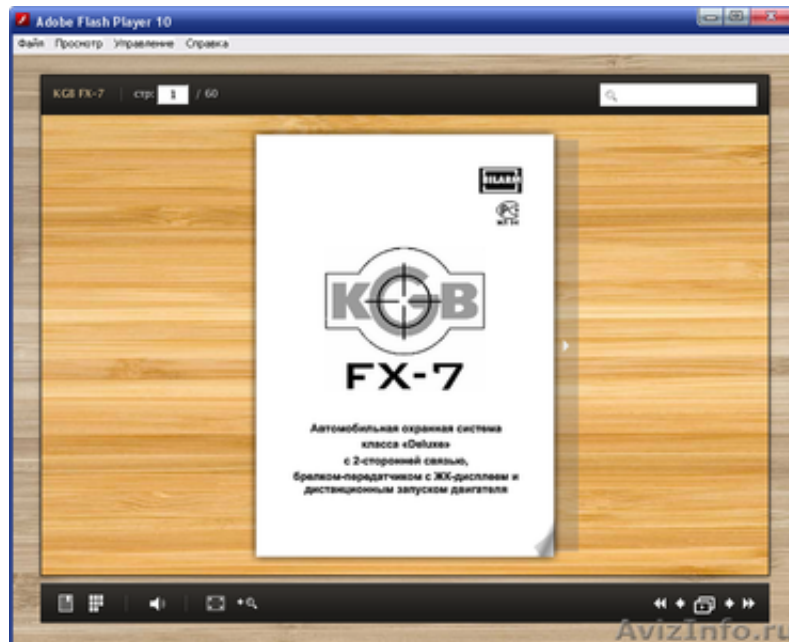 Adobe Flash Player 10
Файл Просмотр Управление Справка
KGB FX-7 стр: 1 / 60
KGB
FX-7
Автомобильная охранная система
класса «Deluxe»
с 2-сторонней связью,
брелком-передатчиком с ЖК-дисплеем и
дистанционным запуском двигателя
AvizInfo.ru